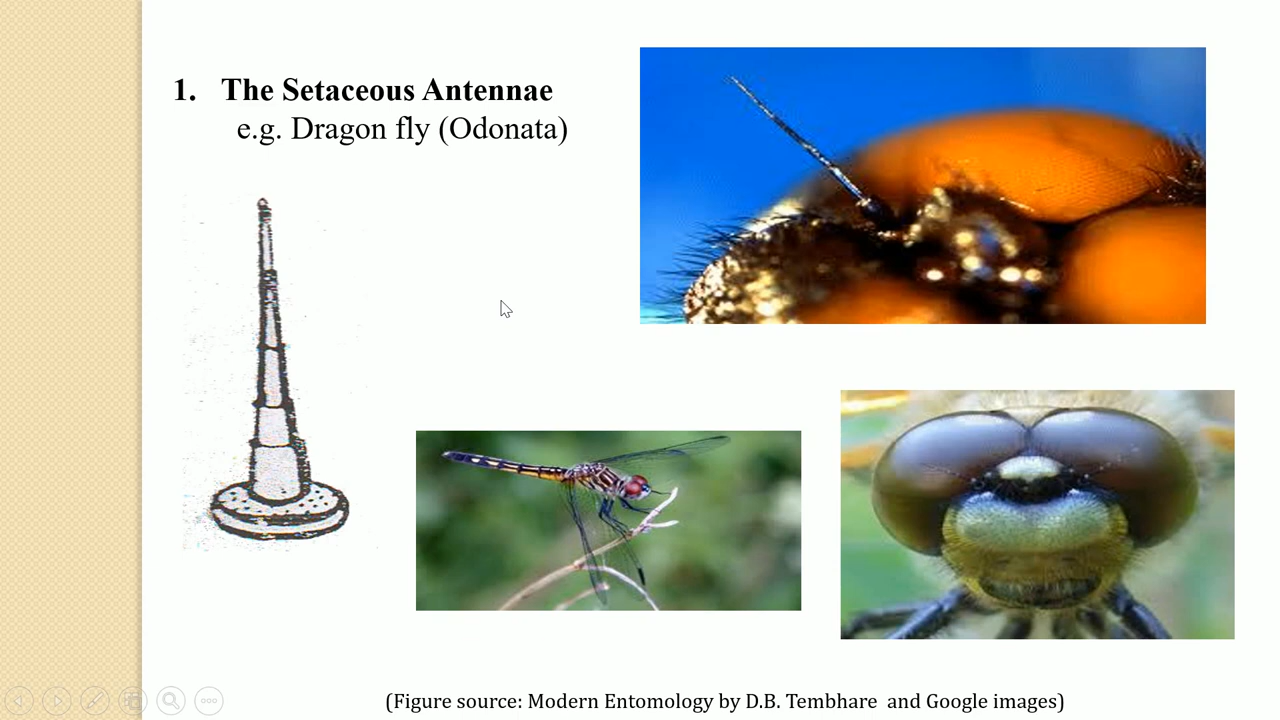 1. The Setaceous Antennae
e.g. Dragon fly (Odonata)
(Figure source: Modern Entomology by D.B. Tembhare and Google images)